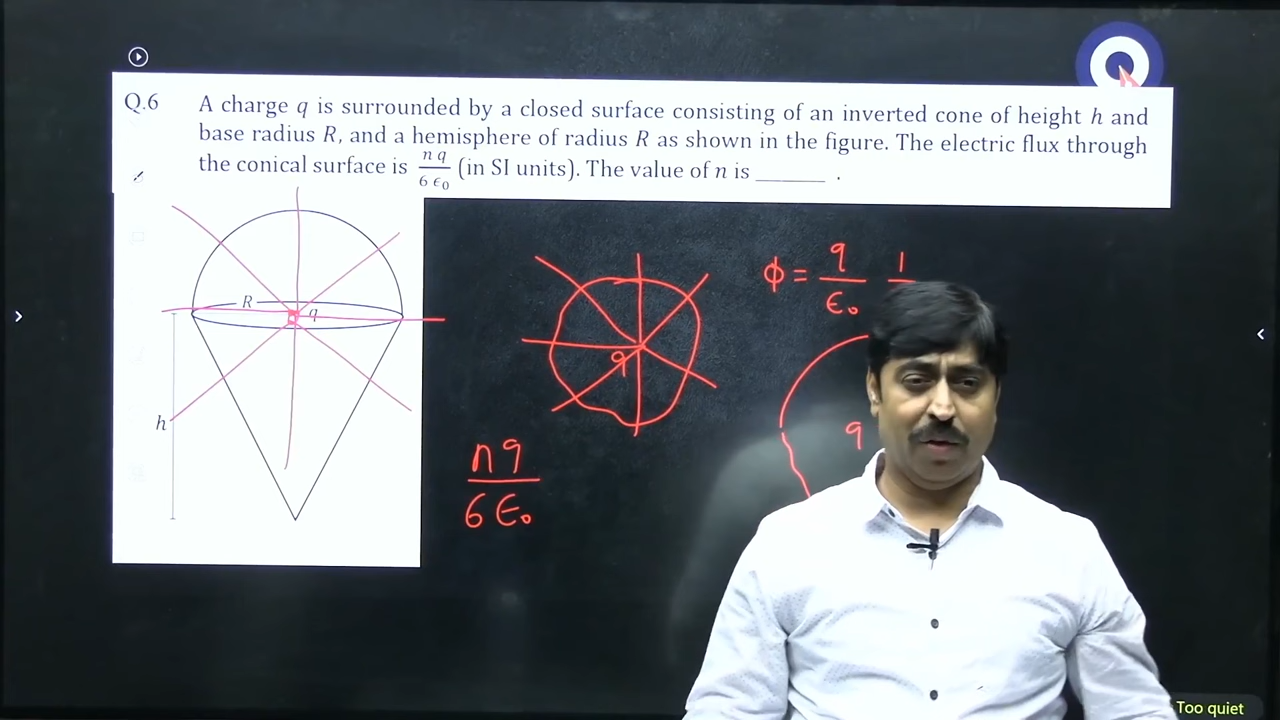 Q.6 A charge q is surrounded by a closed surface consisting of an inverted cone of height h and
base radius R, and a hemisphere of radius R as shown in the figure. The electric flux through
the conical surface is nq/6ϵ₀ (in SI units). The value of n is ______ .
R
q
h
q
nq/6ϵ₀
ϕ = q/ϵ₀ 1
q
Too quiet